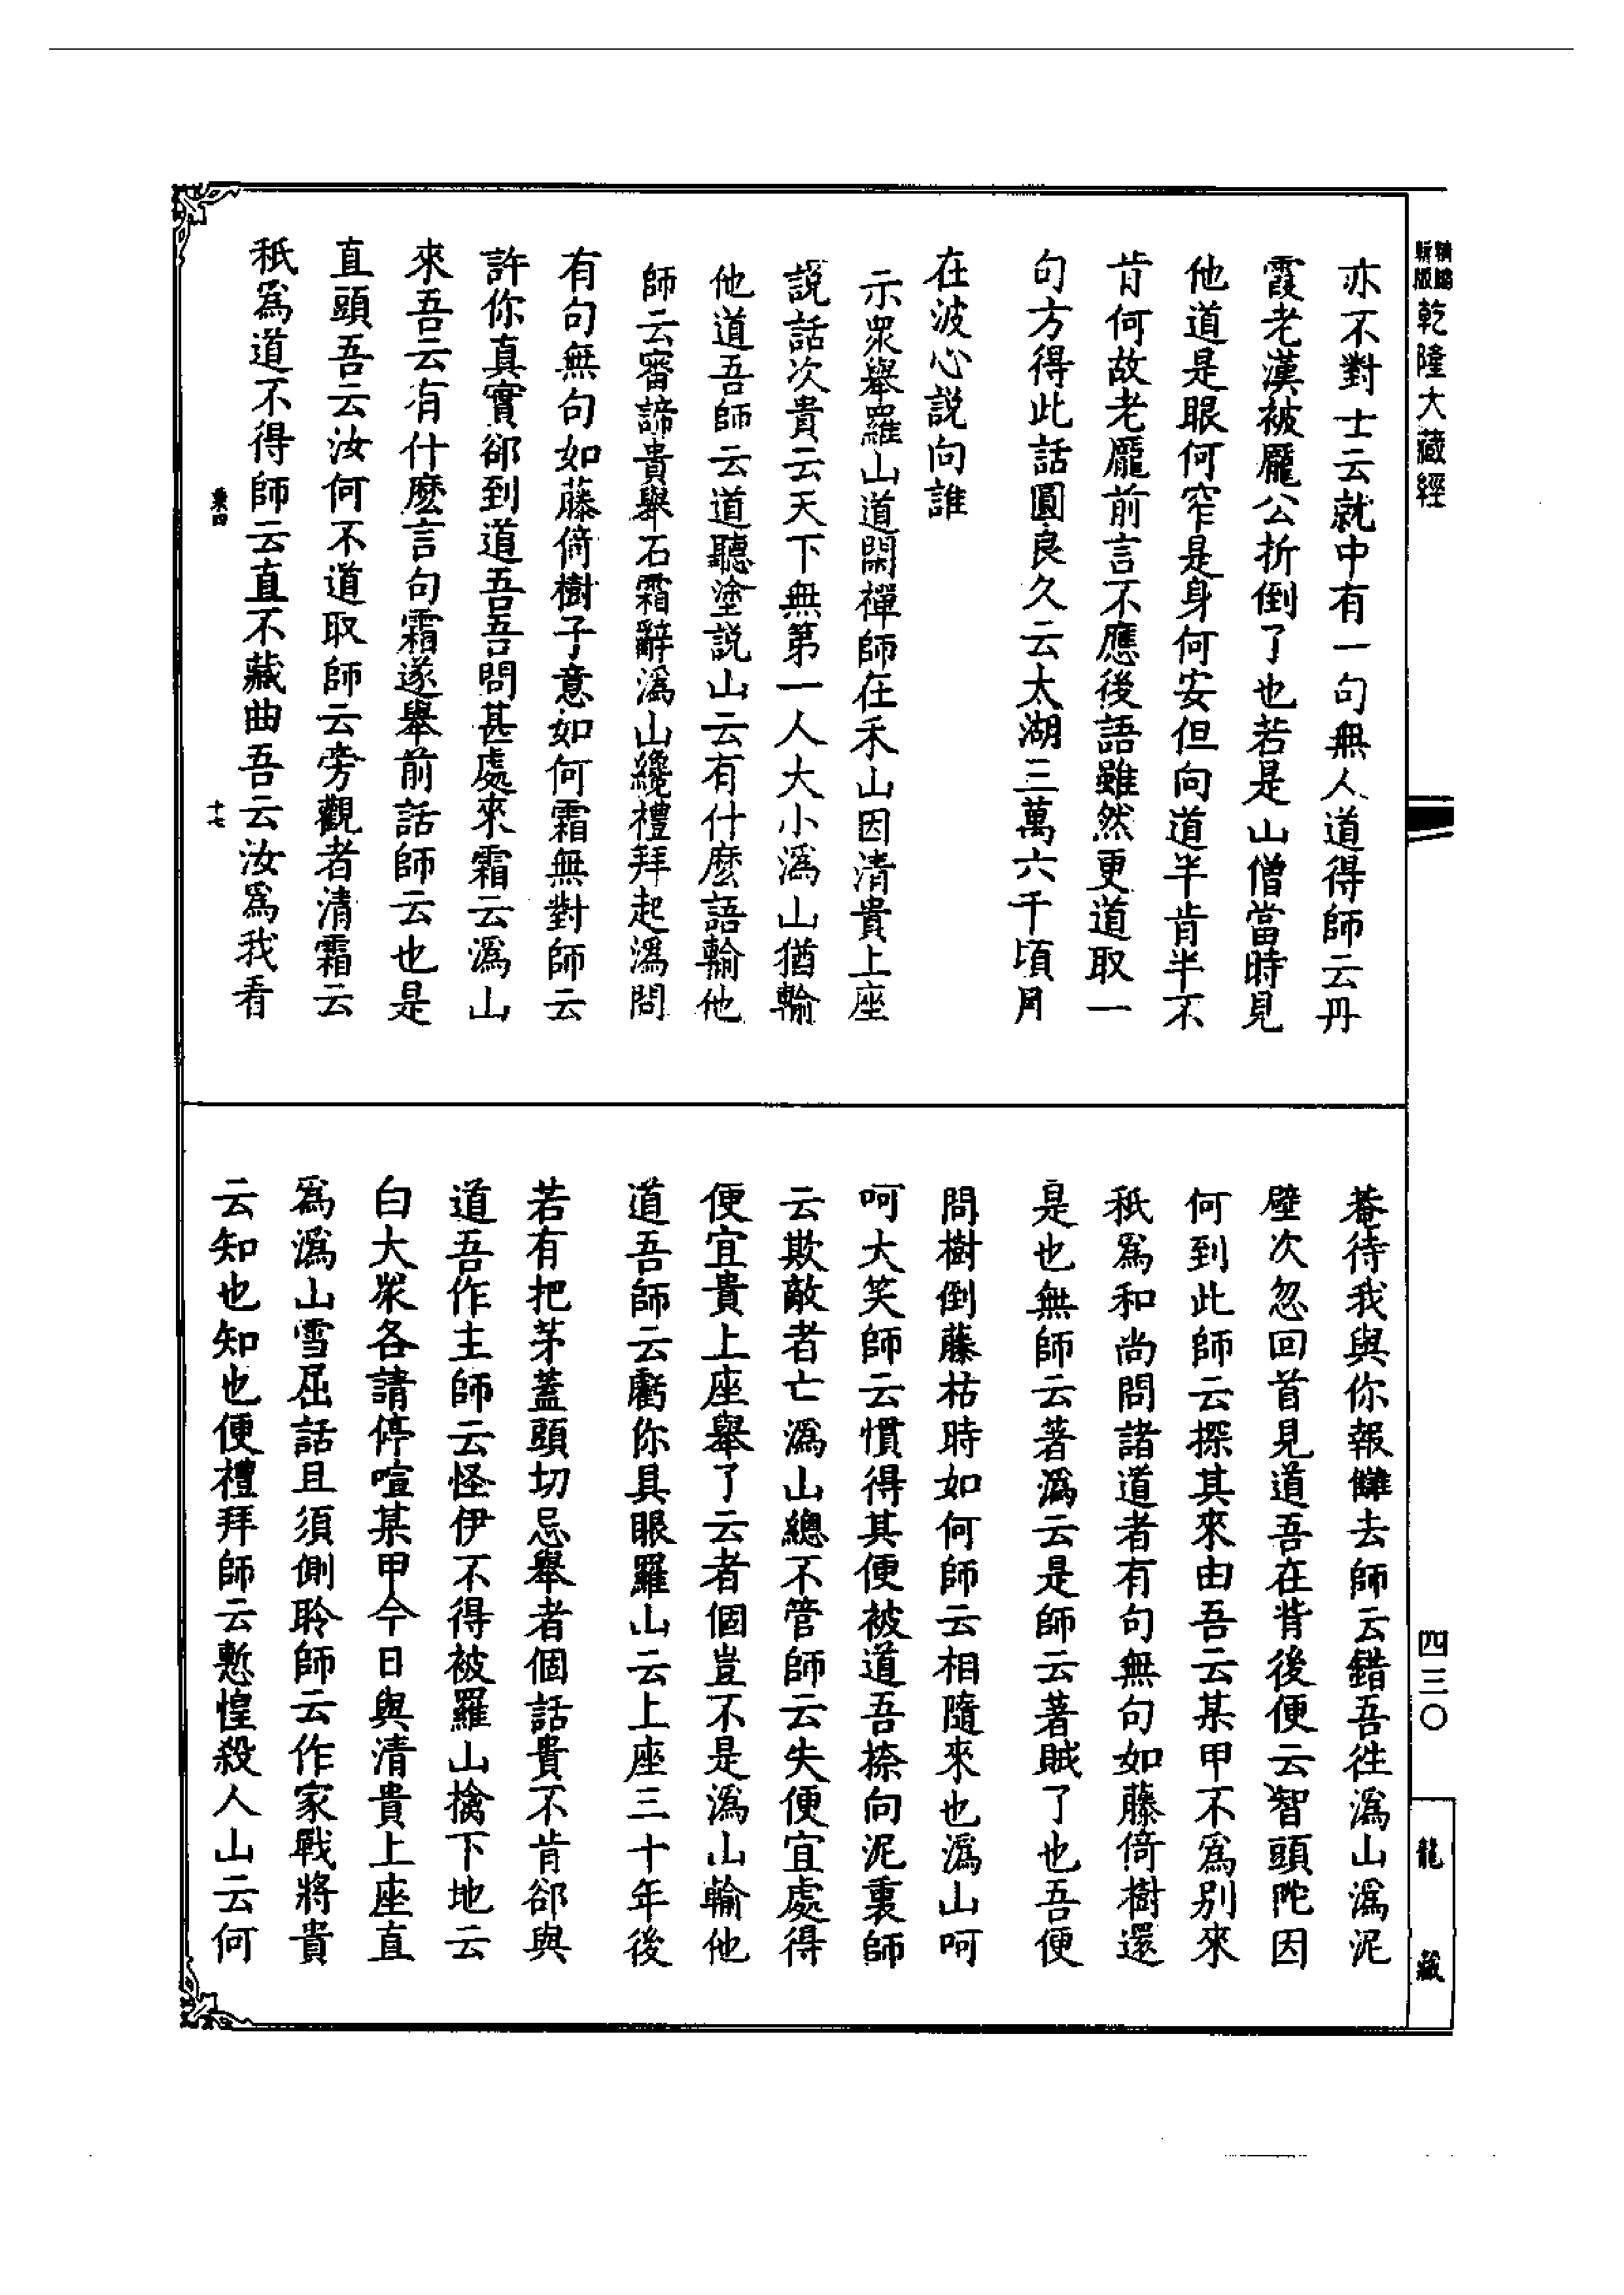 精編新版乾隆大藏經
亦不對士云就中有一句無人道得師云丹
霞老漢被龐公折倒了也若是山僧當時見
他道是眼何窄是身何安但向道半肯半不
肯何故老龐前言不應後語雖然更道取一
句方得此話圓良久云太湖三萬六千頃月
在波心説向誰
示衆舉羅山道閑禪師在禾山因清貴上座
説話次貴云天下無第一人大小潙山猶輸
他道吾師云道聽塗説山云有什麽語輸他
師云審諦貴舉石霜辭潙山纔禮拜起潙問
有句無句如藤倚樹子意如何霜無對師云
許你真實郤到道吾吾問甚處來霜云潙山
來吾云有什麽言句霜遂舉前話師云也是
直頭吾云汝何不道取師云旁觀者清霜云
秖爲道不得師云直不藏曲吾云汝爲我看
十七
菴待我與你報讎去師云錯吾徃潙山潙泥
壁次忽回首見道吾在背後便云智頭陀因
何到此師云探其來由吾云某甲不爲别來
秖爲和尚問諸道者有句無句如藤倚樹還
是也無師云著潙云是師云著賊了也吾便
問樹倒藤枯時如何師云相隨來也潙山呵
呵大笑師云慣得其便被道吾捺向泥裏師
云欺敵者亡潙山總不管師云失便宜處得
便宜貴上座舉了云者個豈不是潙山輸他
道吾師云虧你具眼羅山云上座三十年後
若有把茅蓋頭切忌舉者個話貴不肯郤與
道吾作主師云怪伊不得被羅山擒下地云
白大衆各請停喧某甲今日與清貴上座直
爲潙山雪屈話且須側聆師云作家戰將貴
云知也知也便禮拜師云慙惶殺人山云何
四三〇
龍藏